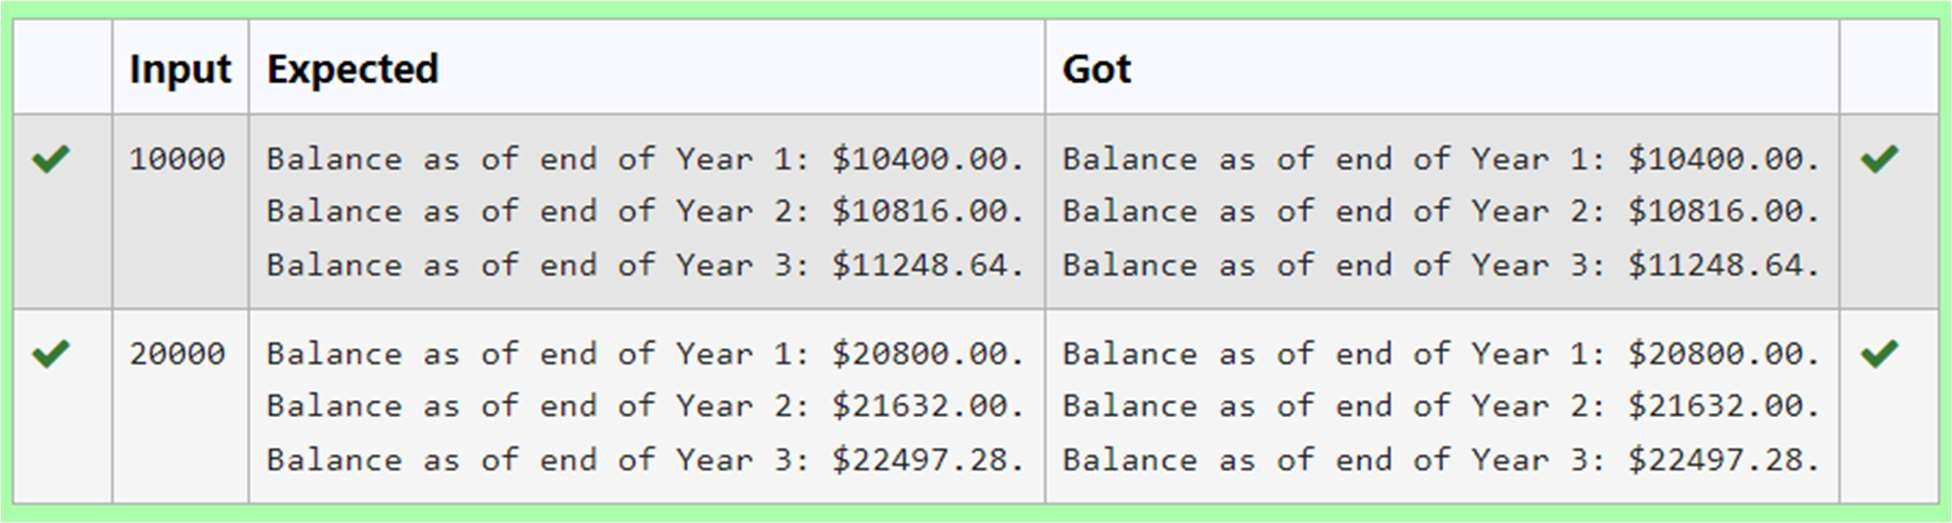 Input Expected Got
10000 Balance as of end of Year 1: $10400.00. Balance as of end of Year 1: $10400.00.
Balance as of end of Year 2: $10816.00. Balance as of end of Year 2: $10816.00.
Balance as of end of Year 3: $11248.64. Balance as of end of Year 3: $11248.64.
20000 Balance as of end of Year 1: $20800.00. Balance as of end of Year 1: $20800.00.
Balance as of end of Year 2: $21632.00. Balance as of end of Year 2: $21632.00.
Balance as of end of Year 3: $22497.28. Balance as of end of Year 3: $22497.28.